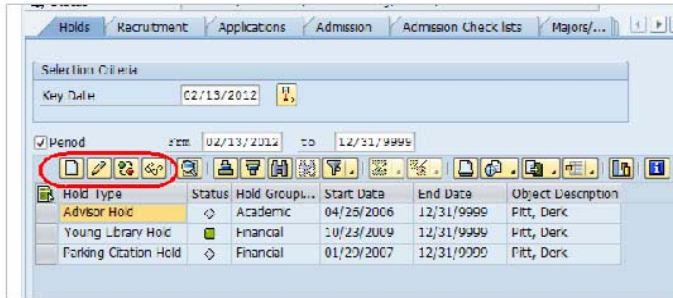 Holds Recruitment Applications Admission Admission Check lists Majors/...
Selection Criteria
Key Date 02/13/2012
Period From 02/13/2012 to 12/31/9999
Hold Type Status Hold Groupi... Start Date End Date Object Description
Advisor Hold Academic 04/26/2006 12/31/9999 Pitt, Derk
Young Library Hold Financial 10/23/2009 12/31/9999 Pitt, Derk
Parking Citation Hold Financial 01/29/2007 12/31/9999 Pitt, Derk